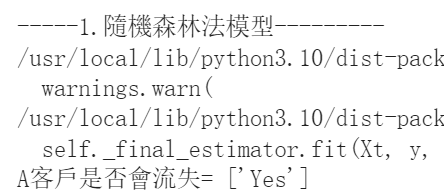 -----1.隨機森林法模型---------
/usr/local/lib/python3.10/dist-pack
  warnings.warn(
/usr/local/lib/python3.10/dist-pack
  self._final_estimator.fit(Xt, y,
A客戶是否會流失= ['Yes']